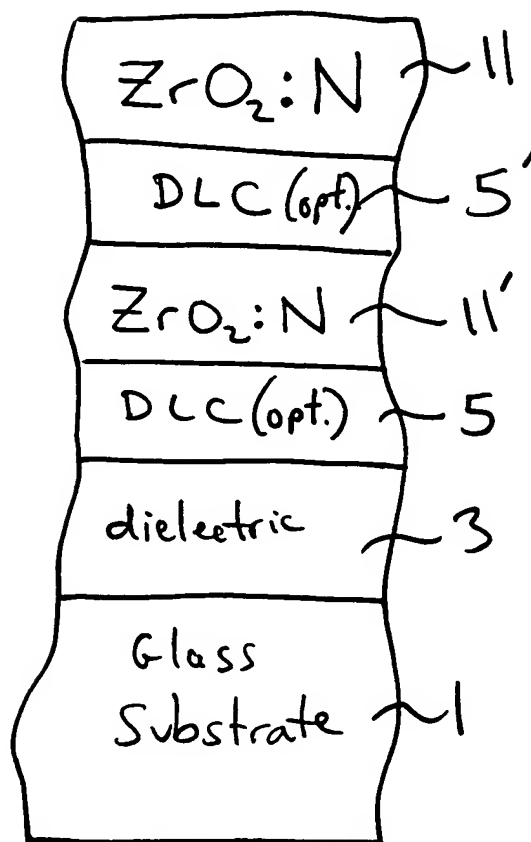 ZrO₂:N 11
DLC (opt.) 5′
ZrO₂:N 11′
DLC (opt.) 5
dielectric 3
Glass
Substrate 1